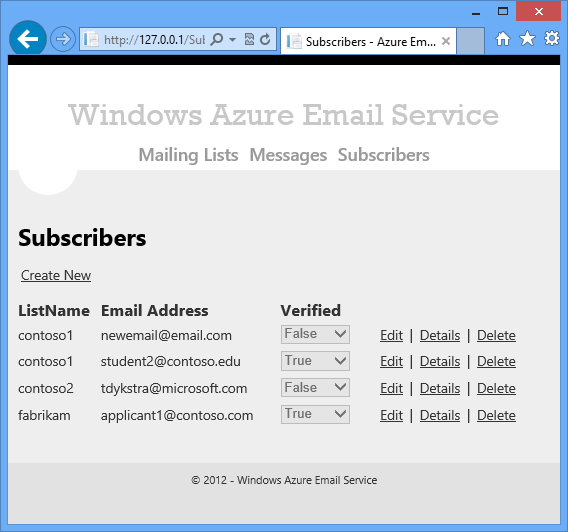 http://127.0.0.1/Sub
Subscribers - Azure Em...
Windows Azure Email Service
Mailing Lists Messages Subscribers
Subscribers
Create New
ListName Email Address Verified
contoso1 newemail@email.com False Edit | Details | Delete
contoso1 student2@contoso.edu True Edit | Details | Delete
contoso2 tdykstra@microsoft.com False Edit | Details | Delete
fabrikam applicant1@contoso.com True Edit | Details | Delete
© 2012 - Windows Azure Email Service